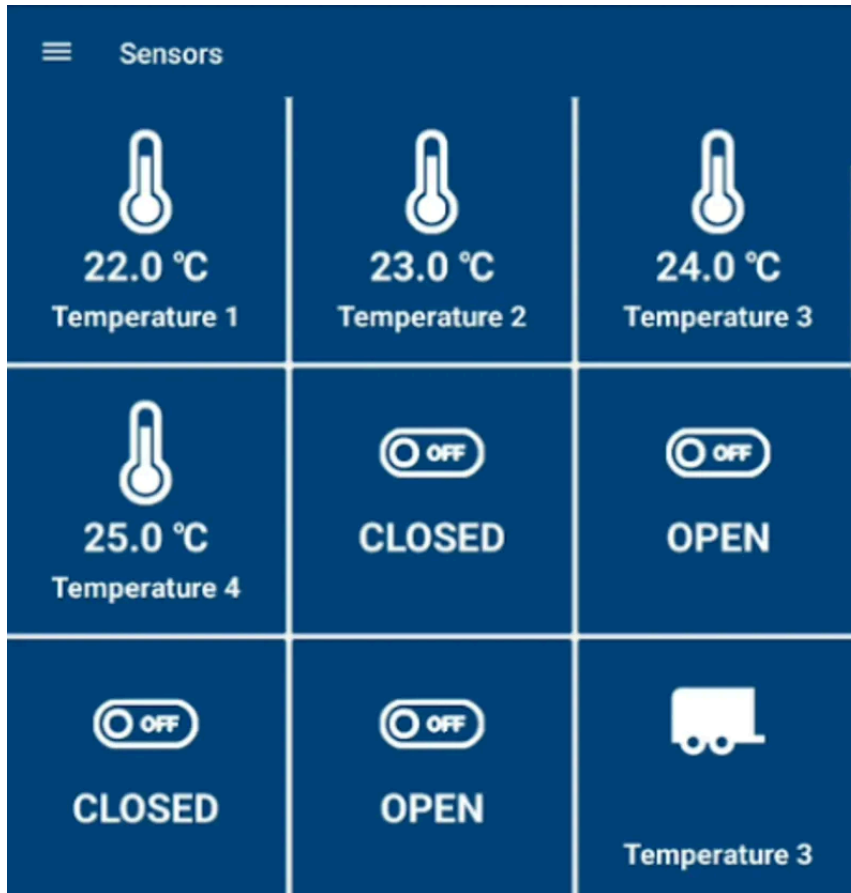 Sensors
22.0 °C
Temperature 1
23.0 °C
Temperature 2
24.0 °C
Temperature 3
25.0 °C
Temperature 4
OFF
CLOSED
OFF
OPEN
OFF
CLOSED
OFF
OPEN
Temperature 3